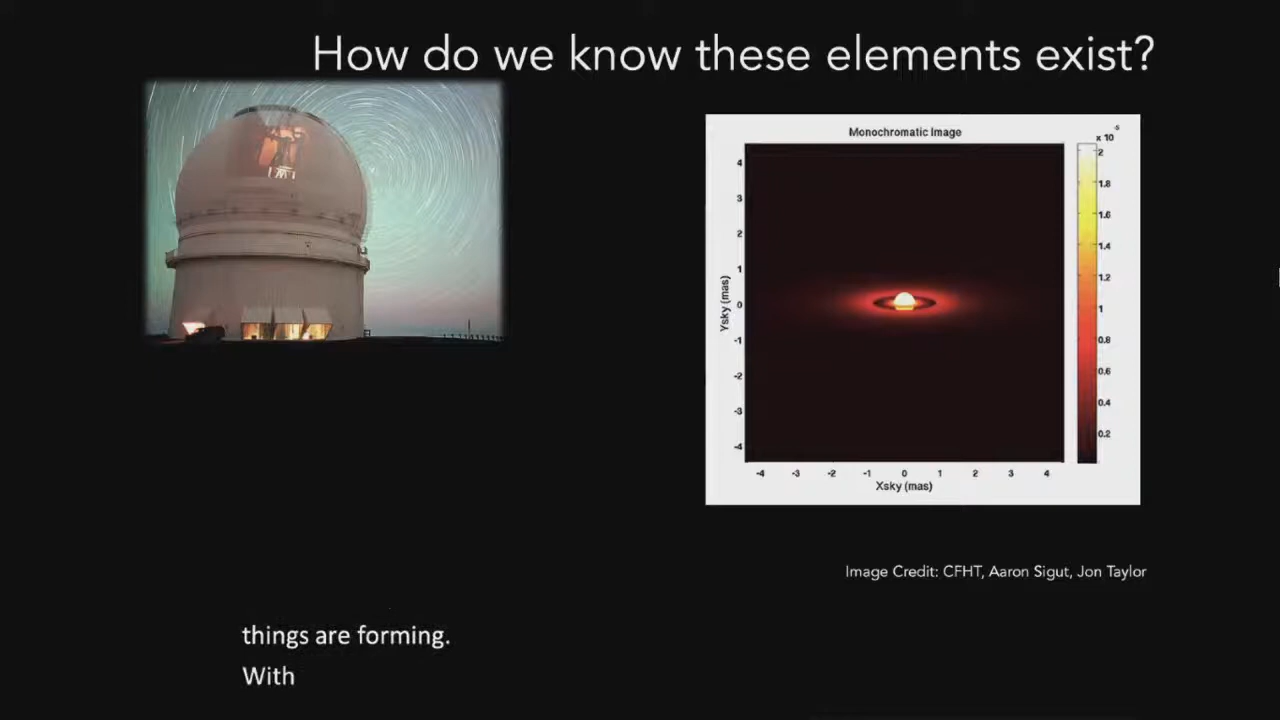 How do we know these elements exist?
Monochromatic Image
x 10⁻⁵
4
3
2
1
0
-1
-2
-3
-4
Ysky (mas)
2
1.8
1.6
1.4
1.2
1
0.8
0.6
0.4
0.2
-4 -3 -2 -1 0 1 2 3 4
Xsky (mas)
Image Credit: CFHT, Aaron Sigut, Jon Taylor
things are forming.
With